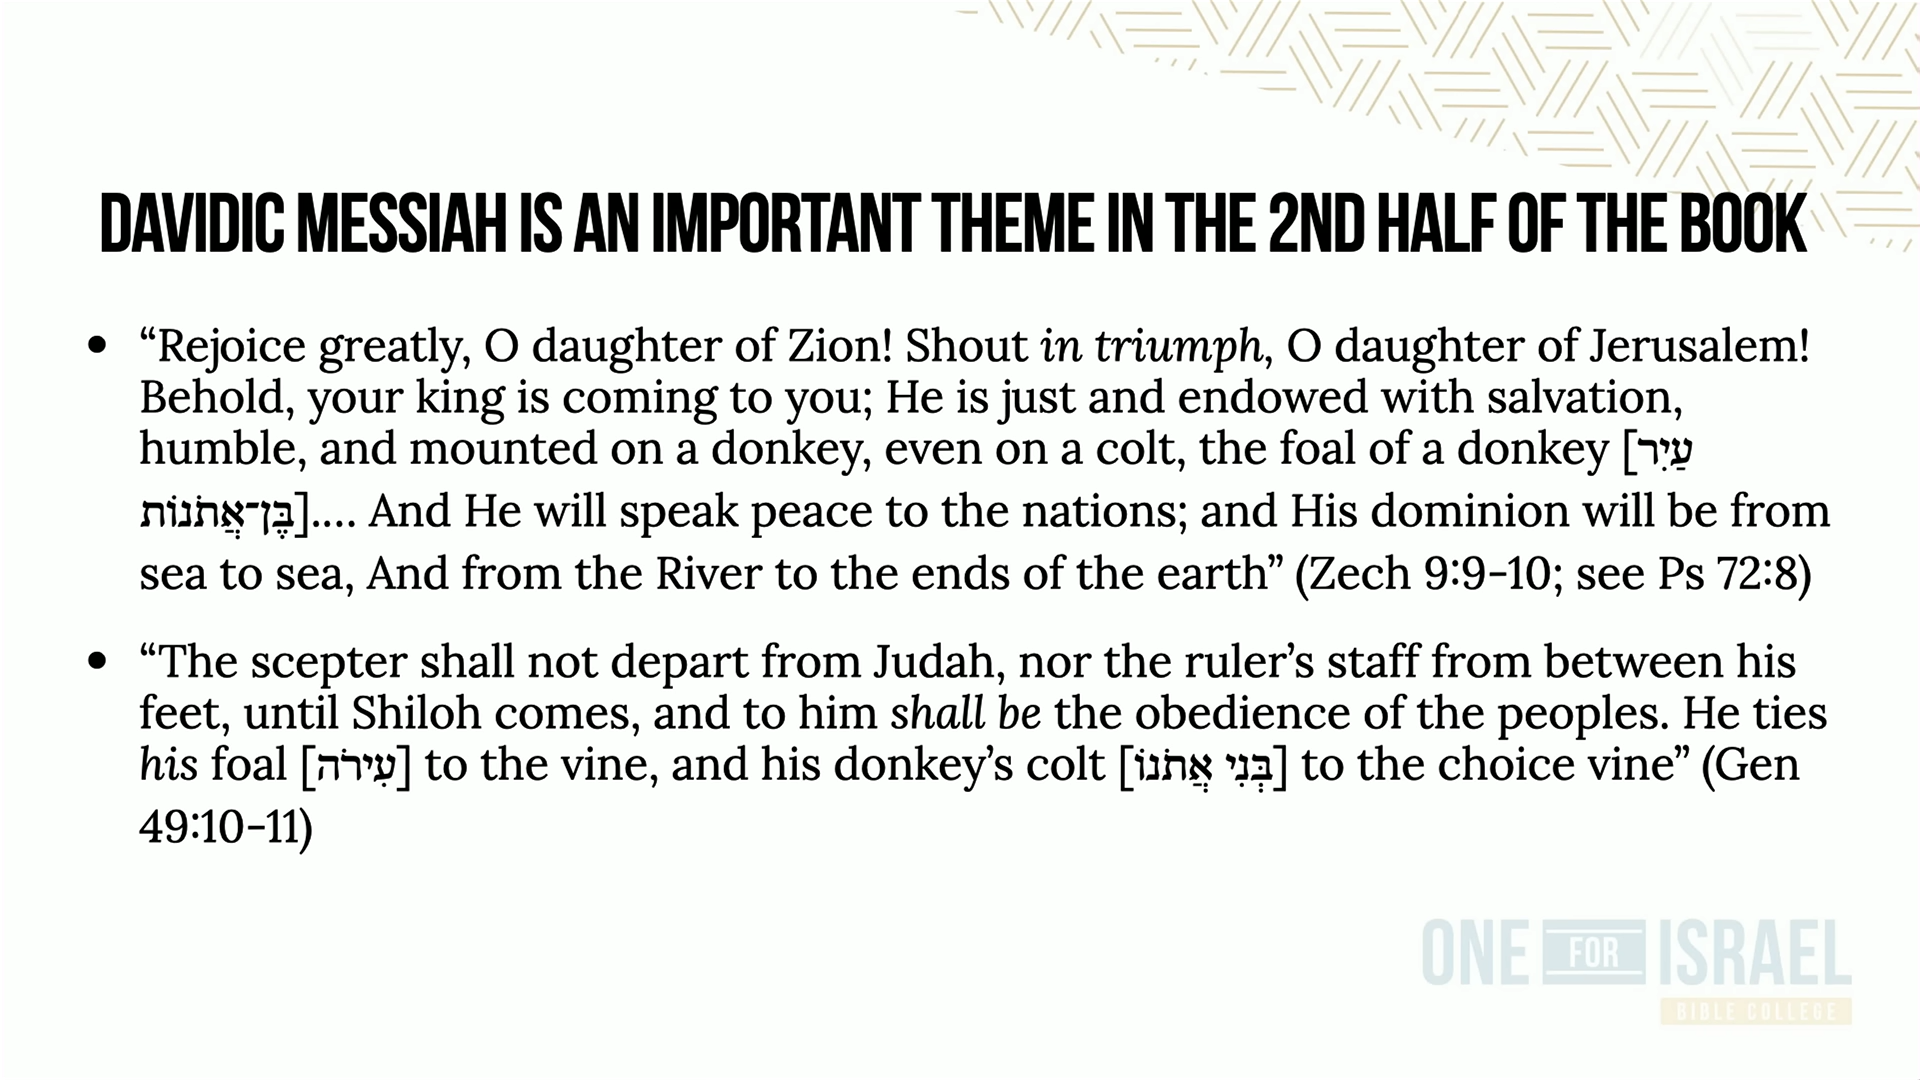 DAVIDIC MESSIAH IS AN IMPORTANT THEME IN THE 2ND HALF OF THE BOOK
• “Rejoice greatly, O daughter of Zion! Shout in triumph, O daughter of Jerusalem!
Behold, your king is coming to you; He is just and endowed with salvation,
humble, and mounted on a donkey, even on a colt, the foal of a donkey [עַיִר
בֶּן־אֲתֹנוֹת].... And He will speak peace to the nations; and His dominion will be from
sea to sea, And from the River to the ends of the earth” (Zech 9:9-10; see Ps 72:8)
• “The scepter shall not depart from Judah, nor the ruler’s staff from between his
feet, until Shiloh comes, and to him shall be the obedience of the peoples. He ties
his foal [עִירֹה] to the vine, and his donkey’s colt [בְּנִי אֲתֹנוֹ] to the choice vine” (Gen
49:10-11)
ONE FOR ISRAEL
BIBLE COLLEGE